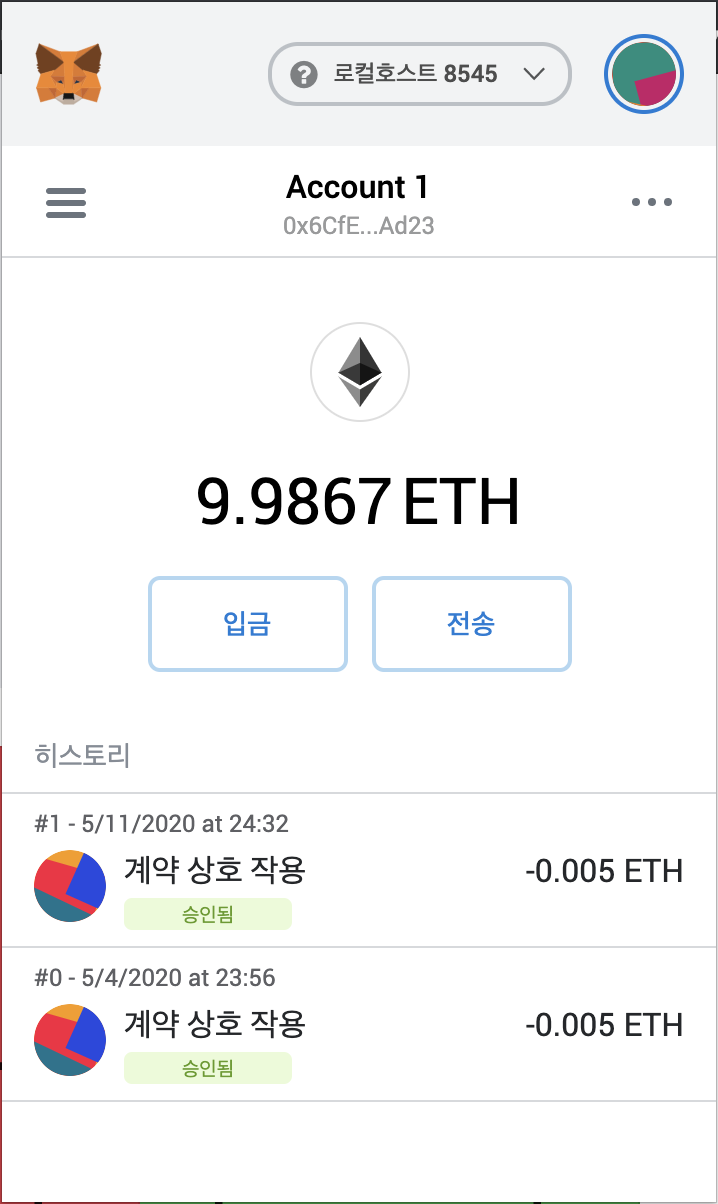 로컬호스트 8545
Account 1
0x6CfE...Ad23
9.9867 ETH
입금 전송
히스토리
#1 - 5/11/2020 at 24:32
계약 상호 작용 -0.005 ETH
승인됨
#0 - 5/4/2020 at 23:56
계약 상호 작용 -0.005 ETH
승인됨